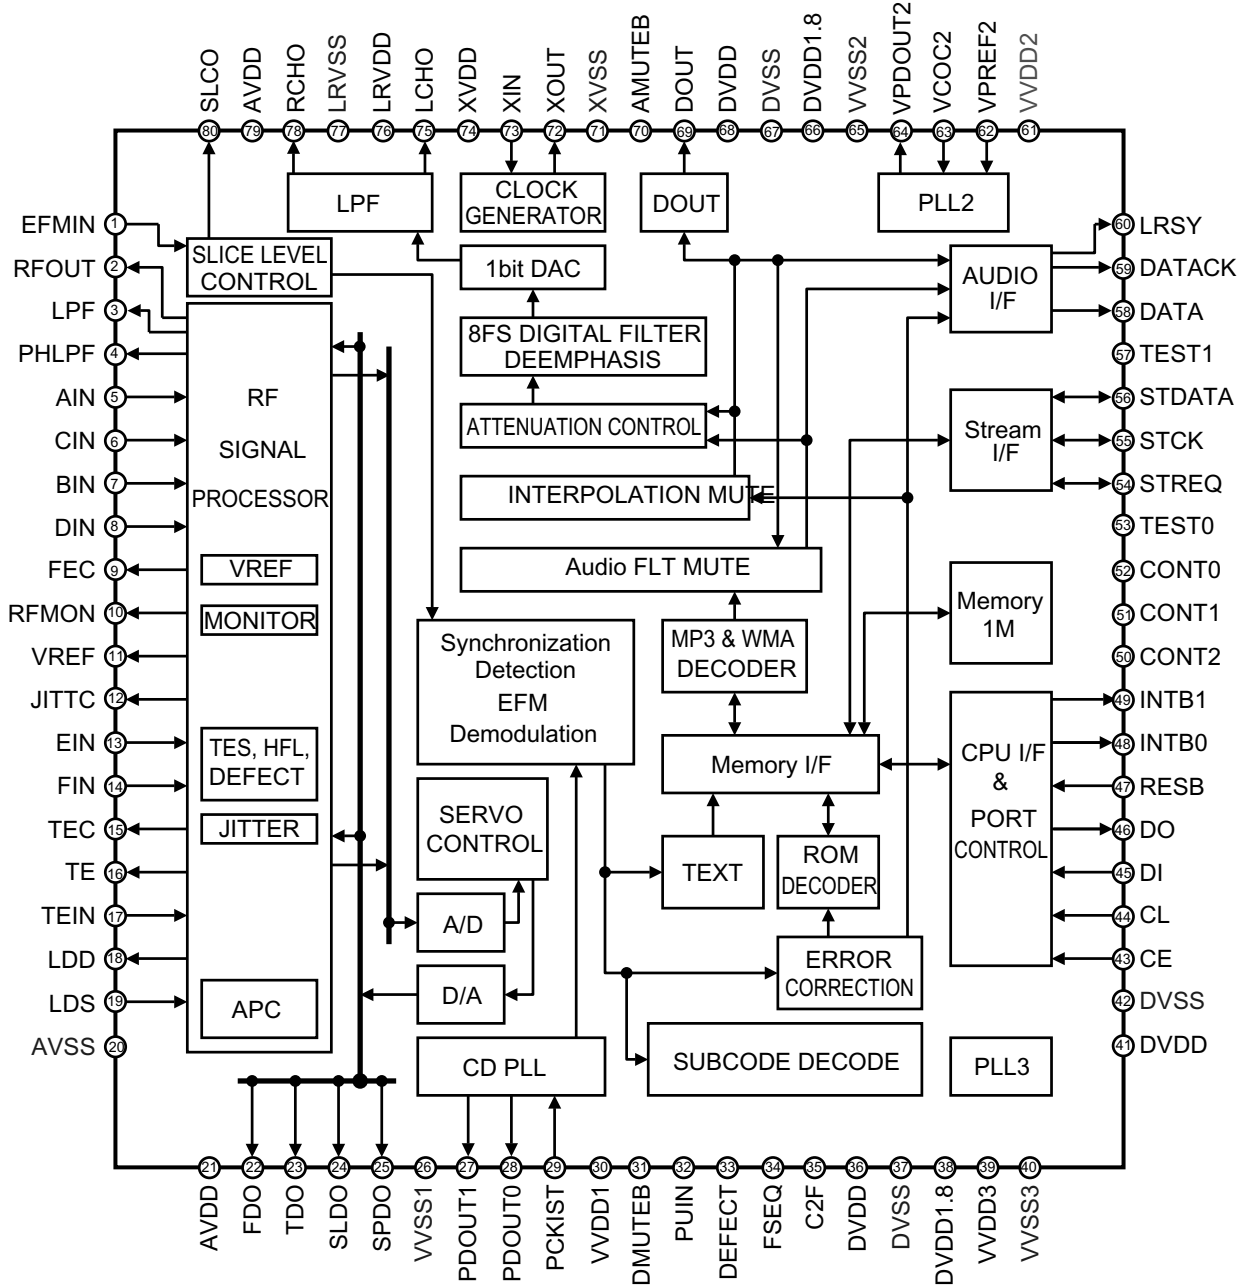 SLCO
AVDD
RCHO
LRVSS
LRVDD
LCHO
XVDD
XIN
XOUT
XVSS
AMUTEB
DOUT
DVDD
DVSS
DVDD1.8
VVSS2
VPDOUT2
VCOC2
VPREF2
VVDD2
80
79
78
77
76
75
74
73
72
71
70
69
68
67
66
65
64
63
62
61
EFMIN
1
RFOUT
2
LPF
3
PHLPF
4
AIN
5
CIN
6
BIN
7
DIN
8
FEC
9
RFMON
10
VREF
11
JITTC
12
EIN
13
FIN
14
TEC
15
TE
16
TEIN
17
LDD
18
LDS
19
AVSS
20
LPF
CLOCK
GENERATOR
DOUT
PLL2
SLICE LEVEL
CONTROL
1bit DAC
AUDIO
I/F
8FS DIGITAL FILTER
DEEMPHASIS
RF
SIGNAL
PROCESSOR
ATTENUATION CONTROL
Stream
I/F
INTERPOLATION MUTE
Audio FLT MUTE
VREF
MONITOR
Synchronization
Detection
EFM
Demodulation
MP3 & WMA
DECODER
Memory
1M
TES, HFL,
DEFECT
JITTER
Memory I/F
CPU I/F
&
PORT
CONTROL
SERVO
CONTROL
TEXT
ROM
DECODER
A/D
D/A
ERROR
CORRECTION
APC
CD PLL
SUBCODE DECODE
PLL3
60
LRSY
59
DATACK
58
DATA
57
TEST1
56
STDATA
55
STCK
54
STREQ
53
TEST0
52
CONT0
51
CONT1
50
CONT2
49
INTB1
48
INTB0
47
RESB
46
DO
45
DI
44
CL
43
CE
42
DVSS
41
DVDD
21
22
23
24
25
26
27
28
29
30
31
32
33
34
35
36
37
38
39
40
AVDD
FDO
TDO
SLDO
SPDO
VVSS1
PDOUT1
PDOUT0
PCKIST
VVDD1
DMUTEB
PUIN
DEFECT
FSEQ
C2F
DVDD
DVSS
DVDD1.8
VVDD3
VVSS3